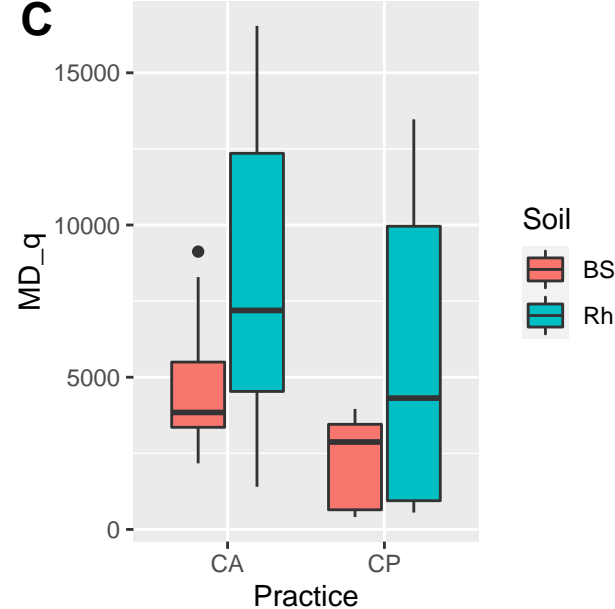 C
15000
10000
5000
0
MD_q
CA
CP
Practice
Soil
BS
Rh